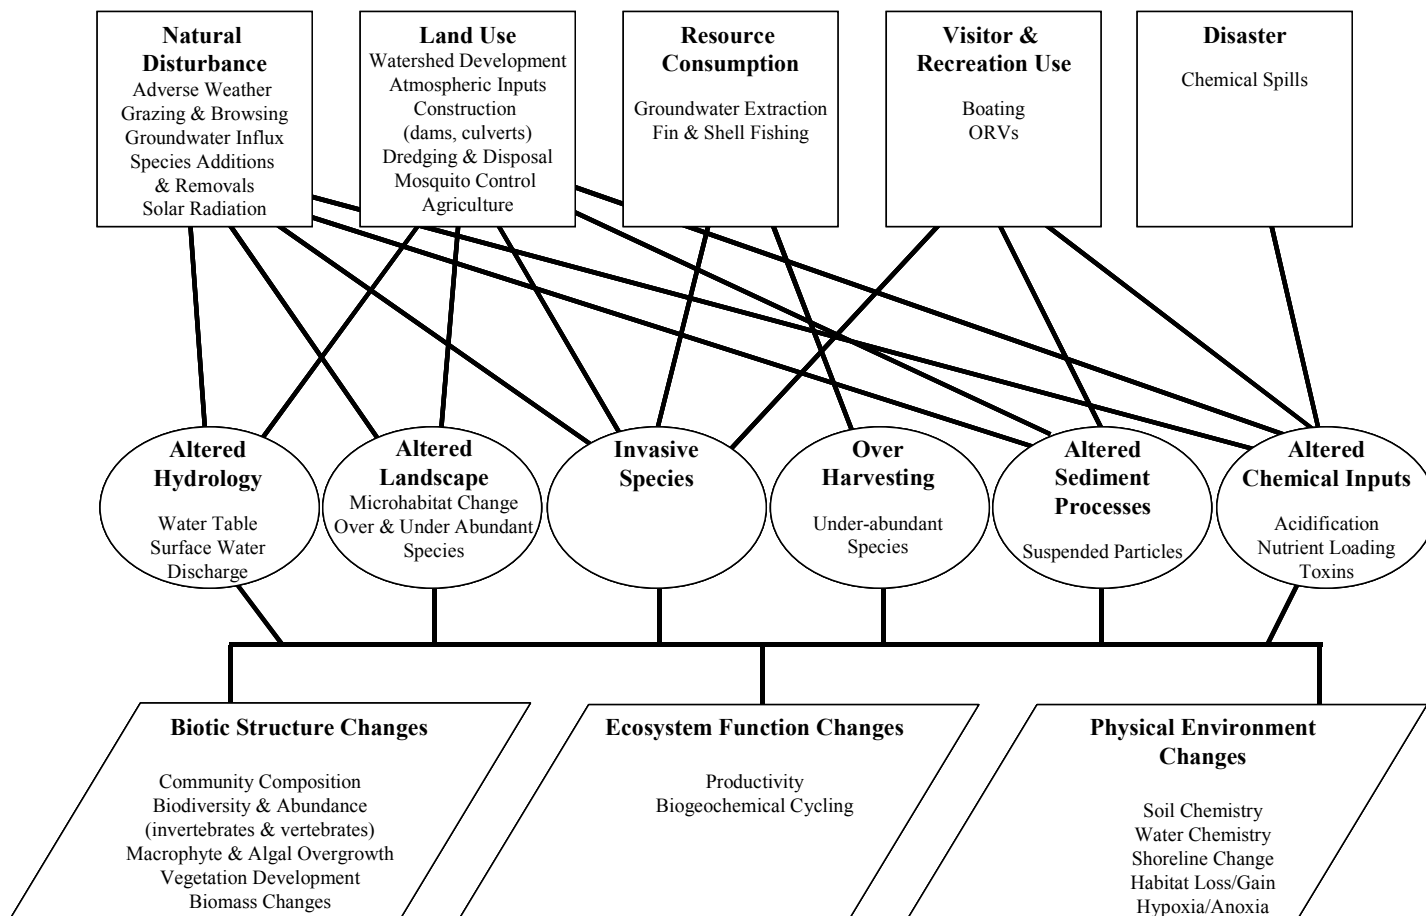 Natural
Disturbance
Adverse Weather
Grazing & Browsing
Groundwater Influx
Species Additions
& Removals
Solar Radiation
Land Use
Watershed Development
Atmospheric Inputs
Construction
(dams, culverts)
Dredging & Disposal
Mosquito Control
Agriculture
Resource
Consumption
Groundwater Extraction
Fin & Shell Fishing
Visitor &
Recreation Use
Boating
ORVs
Disaster
Chemical Spills
Altered
Hydrology
Water Table
Surface Water
Discharge
Altered
Landscape
Microhabitat Change
Over & Under Abundant
Species
Invasive
Species
Over
Harvesting
Under-abundant
Species
Altered
Sediment
Processes
Suspended Particles
Altered
Chemical Inputs
Acidification
Nutrient Loading
Toxins
Biotic Structure Changes
Community Composition
Biodiversity & Abundance
(invertebrates & vertebrates)
Macrophyte & Algal Overgrowth
Vegetation Development
Biomass Changes
Ecosystem Function Changes
Productivity
Biogeochemical Cycling
Physical Environment
Changes
Soil Chemistry
Water Chemistry
Shoreline Change
Habitat Loss/Gain
Hypoxia/Anoxia